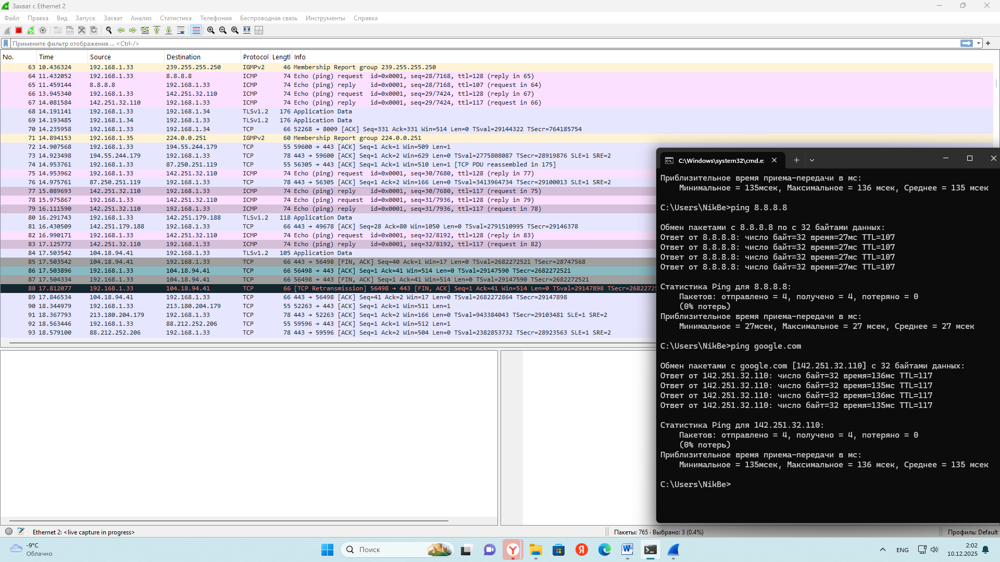 Захват с Ethernet 2
Файл Правка Вид Запуск Захват Анализ Статистика Телефония Беспроводная связь Инструменты Справка
Примените фильтр отображения ... <Ctrl-/>
No. Time Source Destination Protocol Lengtl Info
63 10.436324 192.168.1.33 239.255.255.250 IGMPv2 46 Membership Report group 239.255.255.250
64 11.432052 192.168.1.33 8.8.8.8 ICMP 74 Echo (ping) request id=0x0001, seq=28/7168, ttl=128 (reply in 65)
65 11.459144 8.8.8.8 192.168.1.33 ICMP 74 Echo (ping) reply id=0x0001, seq=28/7168, ttl=107 (request in 64)
66 13.945340 192.168.1.33 142.251.32.110 ICMP 74 Echo (ping) request id=0x0001, seq=29/7424, ttl=128 (reply in 67)
67 14.081584 142.251.32.110 192.168.1.33 ICMP 74 Echo (ping) reply id=0x0001, seq=29/7424, ttl=117 (request in 66)
68 14.191141 192.168.1.33 192.168.1.34 TLSv1.2 176 Application Data
69 14.193485 192.168.1.34 192.168.1.33 TLSv1.2 176 Application Data
70 14.235958 192.168.1.33 192.168.1.34 TCP 66 52268 → 8009 [ACK] Seq=331 Ack=331 Win=514 Len=0 TSval=29144322 TSecr=764185754
71 14.894153 192.168.1.35 224.0.0.251 IGMPv2 60 Membership Report group 224.0.0.251
72 14.907568 192.168.1.33 194.55.244.179 TCP 55 59600 → 443 [ACK] Seq=1 Ack=1 Win=509 Len=1
73 14.923498 194.55.244.179 192.168.1.33 TCP 78 443 → 59600 [ACK] Seq=1 Ack=2 Win=629 Len=0 TSval=2775808087 TSecr=28919876 SLE=1 SRE=2
74 14.953761 192.168.1.33 87.250.251.119 TCP 55 56305 → 443 [ACK] Seq=1 Ack=1 Win=510 Len=1 [TCP PDU reassembled in 175]
75 14.953962 192.168.1.33 142.251.32.110 ICMP 74 Echo (ping) request id=0x0001, seq=30/7680, ttl=128 (reply in 77)
76 14.975761 87.250.251.119 192.168.1.33 TCP 78 443 → 56305 [ACK] Seq=1 Ack=2 Win=166 Len=0 TSval=3413964734 TSecr=29100013 SLE=1 SRE=2
77 15.089693 142.251.32.110 192.168.1.33 ICMP 74 Echo (ping) reply id=0x0001, seq=30/7680, ttl=117 (request in 75)
78 15.975867 192.168.1.33 142.251.32.110 ICMP 74 Echo (ping) request id=0x0001, seq=31/7936, ttl=128 (reply in 79)
79 16.111590 142.251.32.110 192.168.1.33 ICMP 74 Echo (ping) reply id=0x0001, seq=31/7936, ttl=117 (request in 78)
80 16.291743 192.168.1.33 142.251.179.188 TLSv1.2 118 Application Data
81 16.430509 142.251.179.188 192.168.1.33 TCP 66 443 → 49678 [ACK] Seq=28 Ack=80 Win=1050 Len=0 TSval=2791510995 TSecr=29146378
82 16.990171 192.168.1.33 142.251.32.110 ICMP 74 Echo (ping) request id=0x0001, seq=32/8192, ttl=128 (reply in 83)
83 17.125772 142.251.32.110 192.168.1.33 ICMP 74 Echo (ping) reply id=0x0001, seq=32/8192, ttl=117 (request in 82)
84 17.503542 104.18.94.41 192.168.1.33 TLSv1.2 105 Application Data
85 17.503542 104.18.94.41 192.168.1.33 TCP 66 443 → 56498 [FIN, ACK] Seq=40 Ack=1 Win=17 Len=0 TSval=2682272521 TSecr=28747568
86 17.503896 192.168.1.33 104.18.94.41 TCP 66 56498 → 443 [ACK] Seq=1 Ack=41 Win=514 Len=0 TSval=29147590 TSecr=2682272521
87 17.504334 192.168.1.33 104.18.94.41 TCP 66 56498 → 443 [FIN, ACK] Seq=1 Ack=41 Win=514 Len=0 TSval=29147590 TSecr=2682272521
88 17.812077 192.168.1.33 104.18.94.41 TCP 66 [TCP Retransmission] 56498 → 443 [FIN, ACK] Seq=1 Ack=41 Win=514 Len=0 TSval=29147898 TSecr=26822725
89 17.846534 104.18.94.41 192.168.1.33 TCP 66 443 → 56498 [ACK] Seq=41 Ack=2 Win=17 Len=0 TSval=2682272864 TSecr=29147898
90 18.344979 192.168.1.33 213.180.204.179 TCP 55 52263 → 443 [ACK] Seq=1 Ack=1 Win=511 Len=1
91 18.367793 213.180.204.179 192.168.1.33 TCP 78 443 → 52263 [ACK] Seq=1 Ack=2 Win=166 Len=0 TSval=943384043 TSecr=29103481 SLE=1 SRE=2
92 18.563446 192.168.1.33 88.212.252.206 TCP 55 59596 → 443 [ACK] Seq=1 Ack=1 Win=512 Len=1
93 18.579100 88.212.252.206 192.168.1.33 TCP 78 443 → 59596 [ACK] Seq=1 Ack=2 Win=504 Len=0 TSval=2382853732 TSecr=28923563 SLE=1 SRE=2
C:\Windows\system32\cmd.e:
Приблизительное время приема-передачи в мс:
Минимальное = 135мсек, Максимальное = 136 мсек, Среднее = 135 мсек
C:\Users\NikBe>ping 8.8.8.8
Обмен пакетами с 8.8.8.8 по с 32 байтами данных:
Ответ от 8.8.8.8: число байт=32 время=27мс TTL=107
Ответ от 8.8.8.8: число байт=32 время=27мс TTL=107
Ответ от 8.8.8.8: число байт=32 время=27мс TTL=107
Ответ от 8.8.8.8: число байт=32 время=27мс TTL=107
Статистика Ping для 8.8.8.8:
Пакетов: отправлено = 4, получено = 4, потеряно = 0
(0% потерь)
Приблизительное время приема-передачи в мс:
Минимальное = 27мсек, Максимальное = 27 мсек, Среднее = 27 мсек
C:\Users\NikBe>ping google.com
Обмен пакетами с google.com [142.251.32.110] с 32 байтами данных:
Ответ от 142.251.32.110: число байт=32 время=136мс TTL=117
Ответ от 142.251.32.110: число байт=32 время=135мс TTL=117
Ответ от 142.251.32.110: число байт=32 время=136мс TTL=117
Ответ от 142.251.32.110: число байт=32 время=135мс TTL=117
Статистика Ping для 142.251.32.110:
Пакетов: отправлено = 4, получено = 4, потеряно = 0
(0% потерь)
Приблизительное время приема-передачи в мс:
Минимальное = 135мсек, Максимальное = 136 мсек, Среднее = 135 мсек
C:\Users\NikBe>
Ethernet 2: <live capture in progress>
Пакеты: 765 · Выбрано: 3 (0.4%)
Профиль: Default
-9°C
Облачно
Поиск
ENG
2:02
10.12.2025